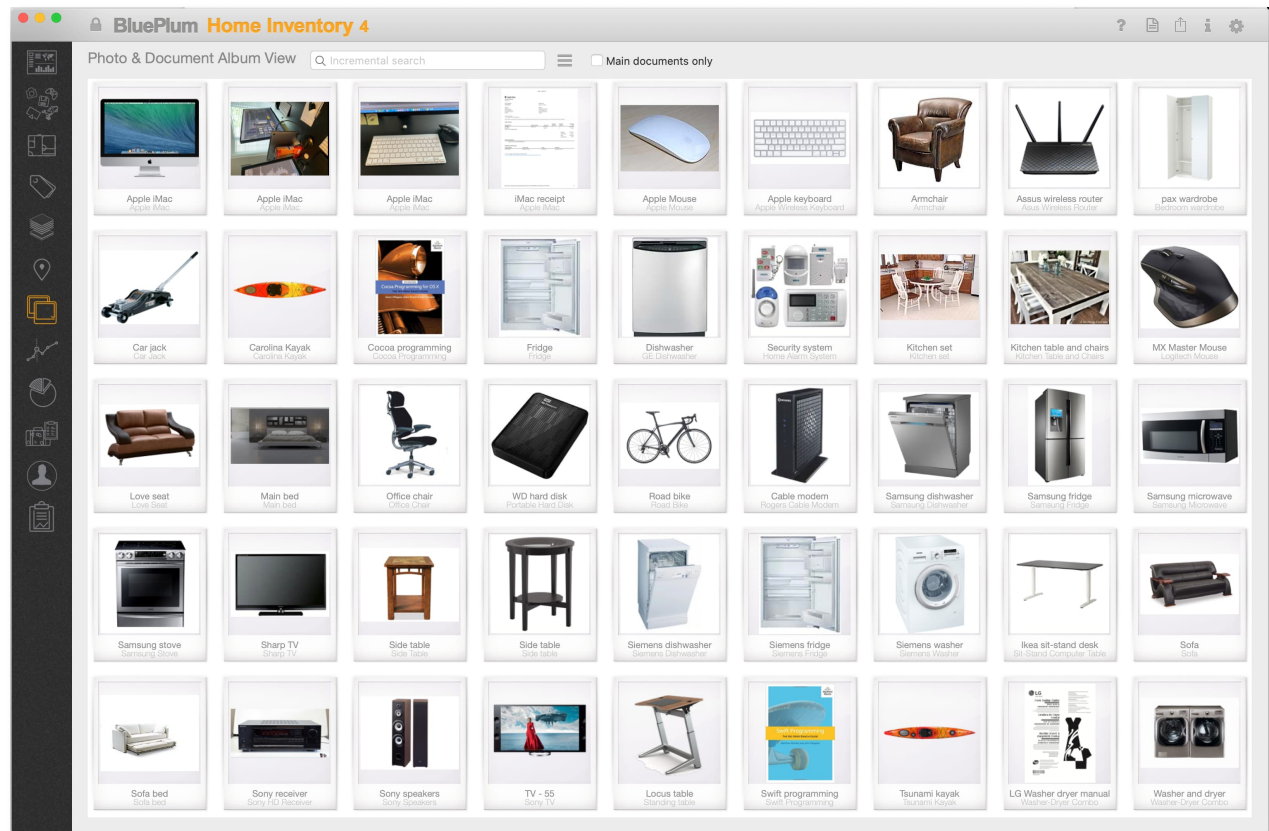 BluePlum Home Inventory 4
Photo & Document Album View
Incremental search
Main documents only
Apple iMac
Apple iMac
Apple iMac
Apple iMac
Apple iMac
Apple iMac
iMac receipt
Apple iMac
Apple Mouse
Apple Mouse
Apple keyboard
Apple Wireless Keyboard
Armchair
Armchair
Assus wireless router
Asus Wireless Router
pax wardrobe
Bedroom wardrobe
Car jack
Car Jack
Carolina Kayak
Carolina Kayak
Cocoa Programming for OS X
Cocoa programming
Cocoa Programming
Fridge
Fridge
Dishwasher
GE Dishwasher
Security system
Home Alarm System
Kitchen set
Kitchen set
Kitchen table and chairs
Kitchen Table and Chairs
MX Master Mouse
Logitech Mouse
Love seat
Love Seat
Main bed
Main bed
Office chair
Office Chair
WD hard disk
Portable Hard Disk
Road bike
Road Bike
Cable modem
Rogers Cable Modem
Samsung dishwasher
Samsung Dishwasher
Samsung fridge
Samsung Fridge
Samsung microwave
Samsung Microwave
Samsung stove
Samsung Stove
Sharp TV
Sharp TV
Side table
Side Table
Side table
Side table
Siemens dishwasher
Siemens Dishwasher
Siemens fridge
Siemens Fridge
Siemens washer
Siemens Washer
Ikea sit-stand desk
Sit-Stand Computer Table
Sofa
Sofa
Sofa bed
Sofa bed
Sony receiver
Sony HD Receiver
Sony speakers
Sony Speakers
TV - 55
Sony TV
Locus table
Standing table
Swift Programming
Swift programming
Swift Programming
Tsunami kayak
Tsunami Kayak
LG
LG Washer dryer manual
Washer-Dryer Combo
Washer and dryer
Washer-Dryer Combo